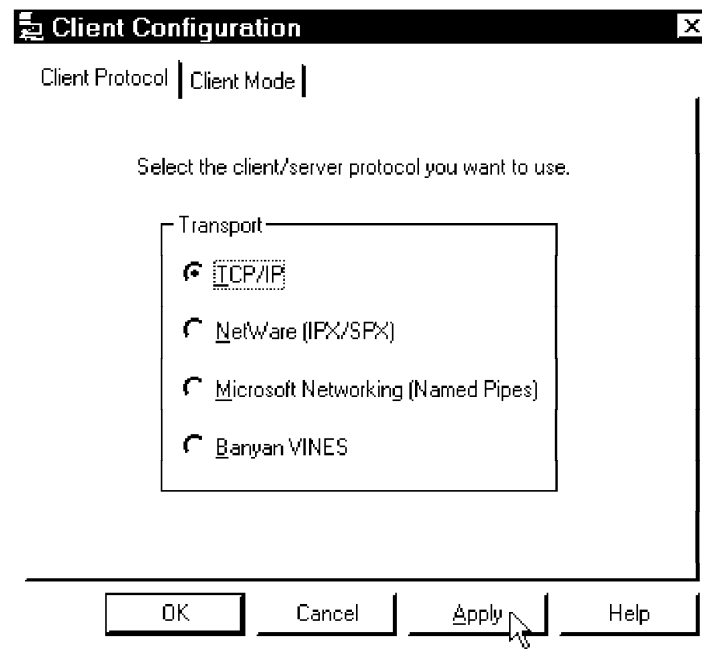 Client Configuration
Client Protocol
Client Mode
Select the client/server protocol you want to use.
Transport
TCP/IP
NetWare (IPX/SPX)
Microsoft Networking (Named Pipes)
Banyan VINES
OK
Cancel
Apply
Help